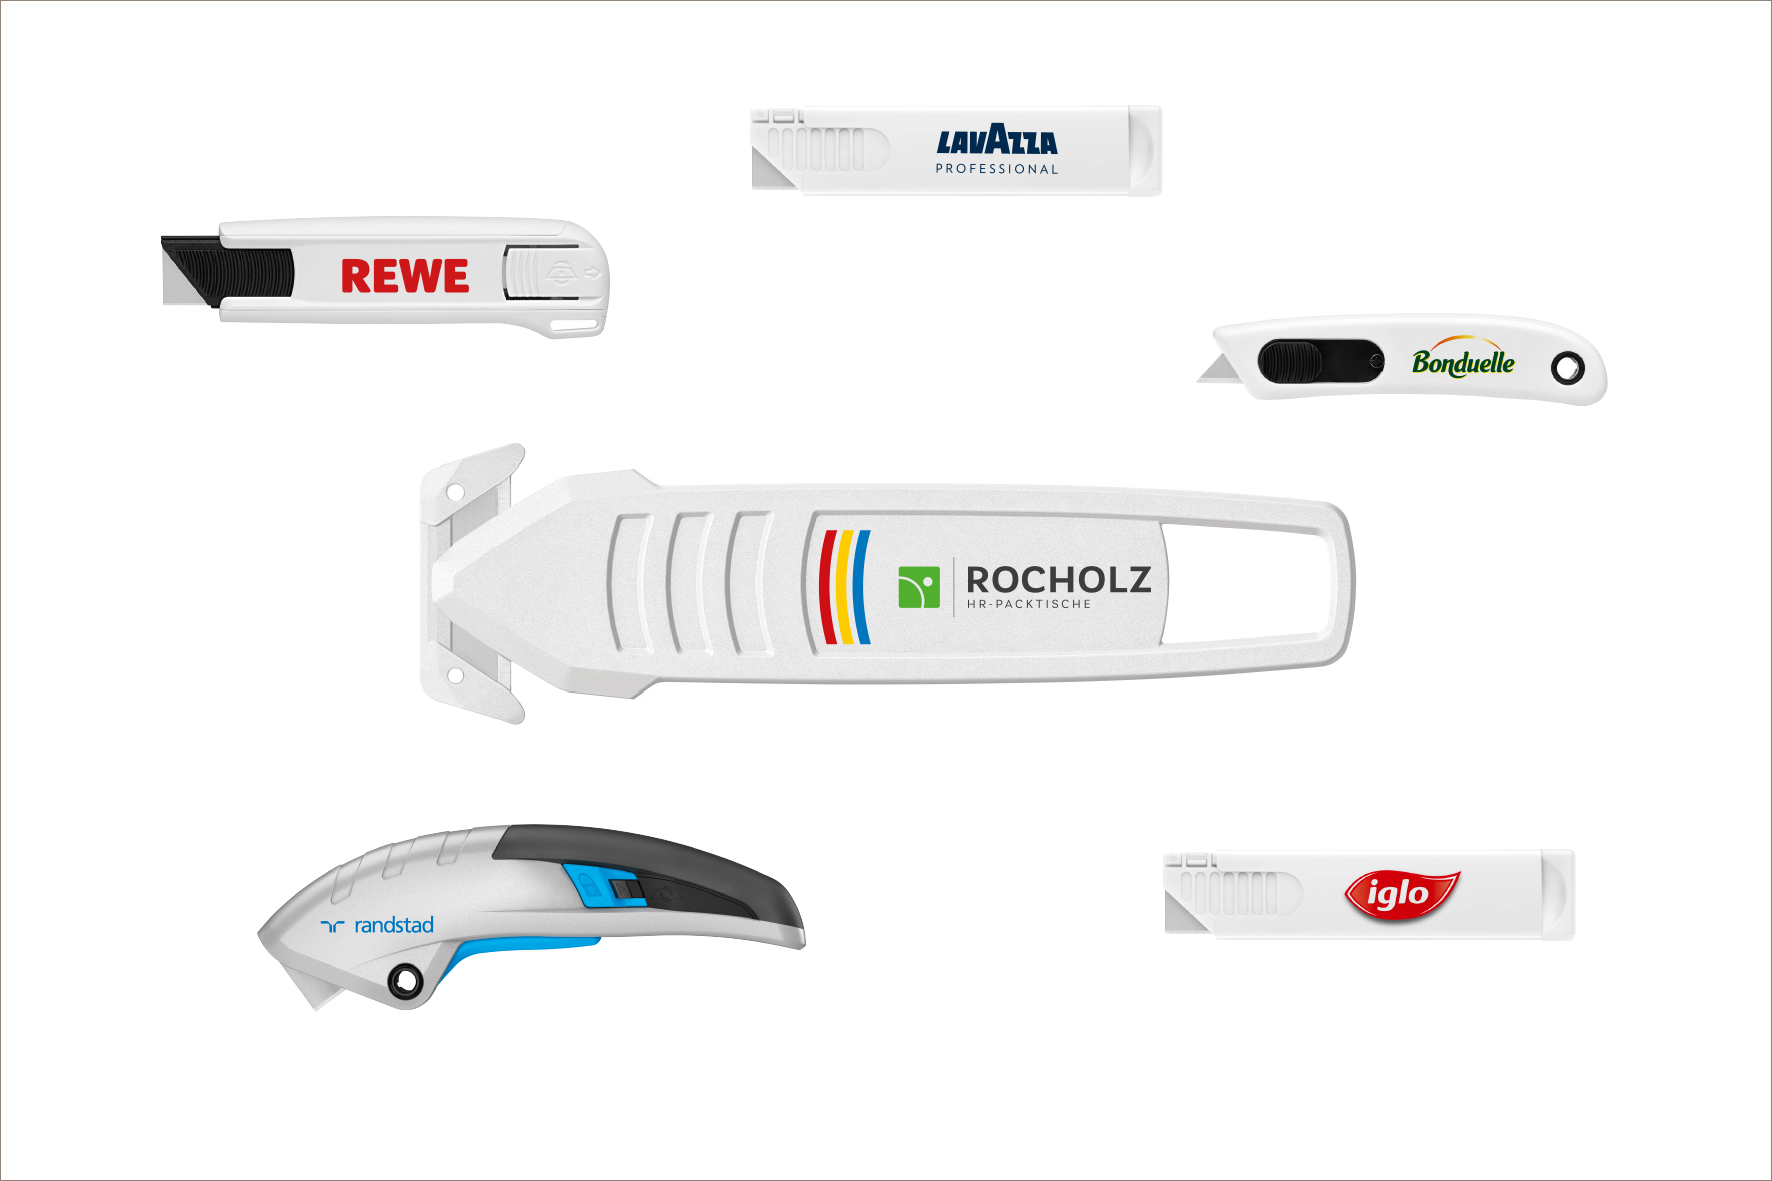 LAVAZZA
PROFESSIONAL
REWE
Bonduelle
ROCHOLZ
HR-PACKTISCHE
randstad
iglo